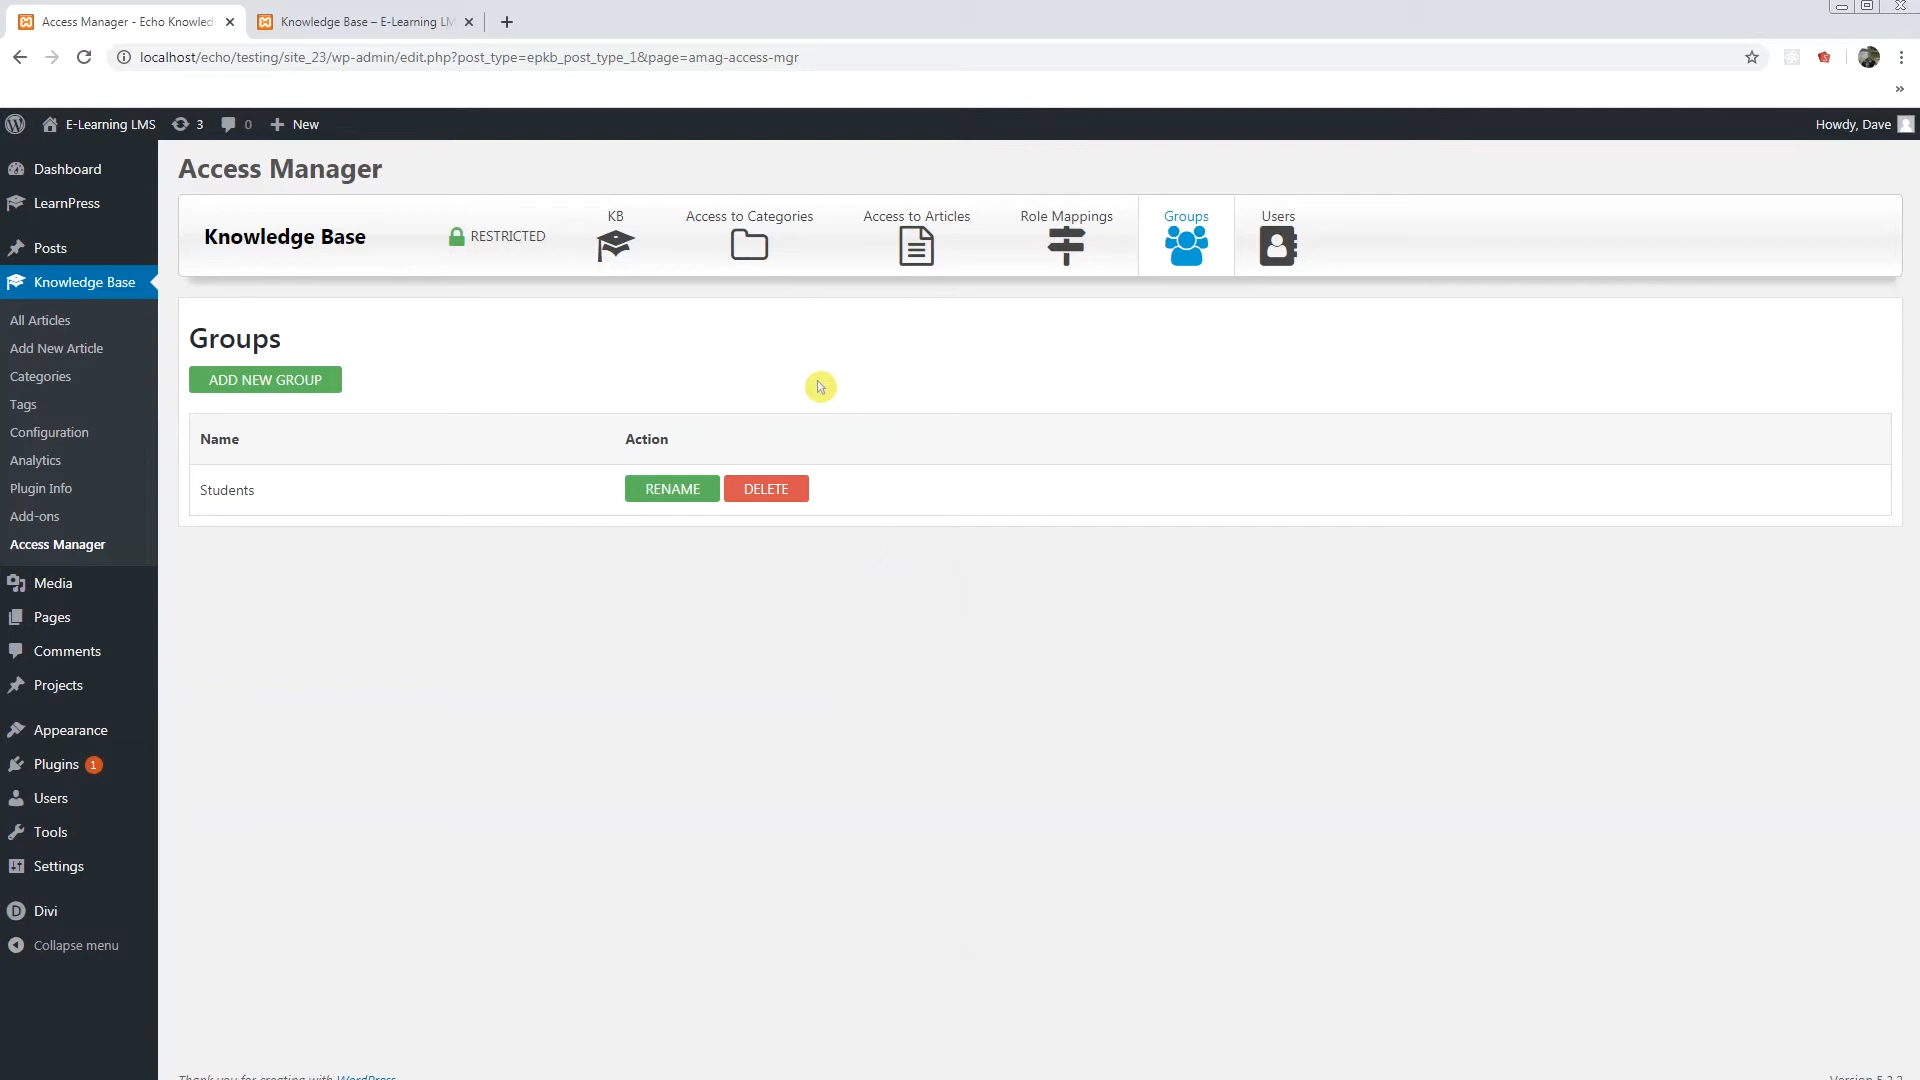 Access Manager - Echo Knowled
Knowledge Base – E-Learning LM
localhost/echo/testing/site_23/wp-admin/edit.php?post_type=epkb_post_type_1&page=amag-access-mgr
E-Learning LMS
3
0
New
Howdy, Dave
Dashboard
LearnPress
Posts
Knowledge Base
All Articles
Add New Article
Categories
Tags
Configuration
Analytics
Plugin Info
Add-ons
Access Manager
Media
Pages
Comments
Projects
Appearance
Plugins 1
Users
Tools
Settings
Divi
Collapse menu
Access Manager
Knowledge Base
RESTRICTED
KB
Access to Categories
Access to Articles
Role Mappings
Groups
Users
Groups
ADD NEW GROUP
Name Action
Students RENAME DELETE
Thank you for creating with WordPress
Version 5.2.2